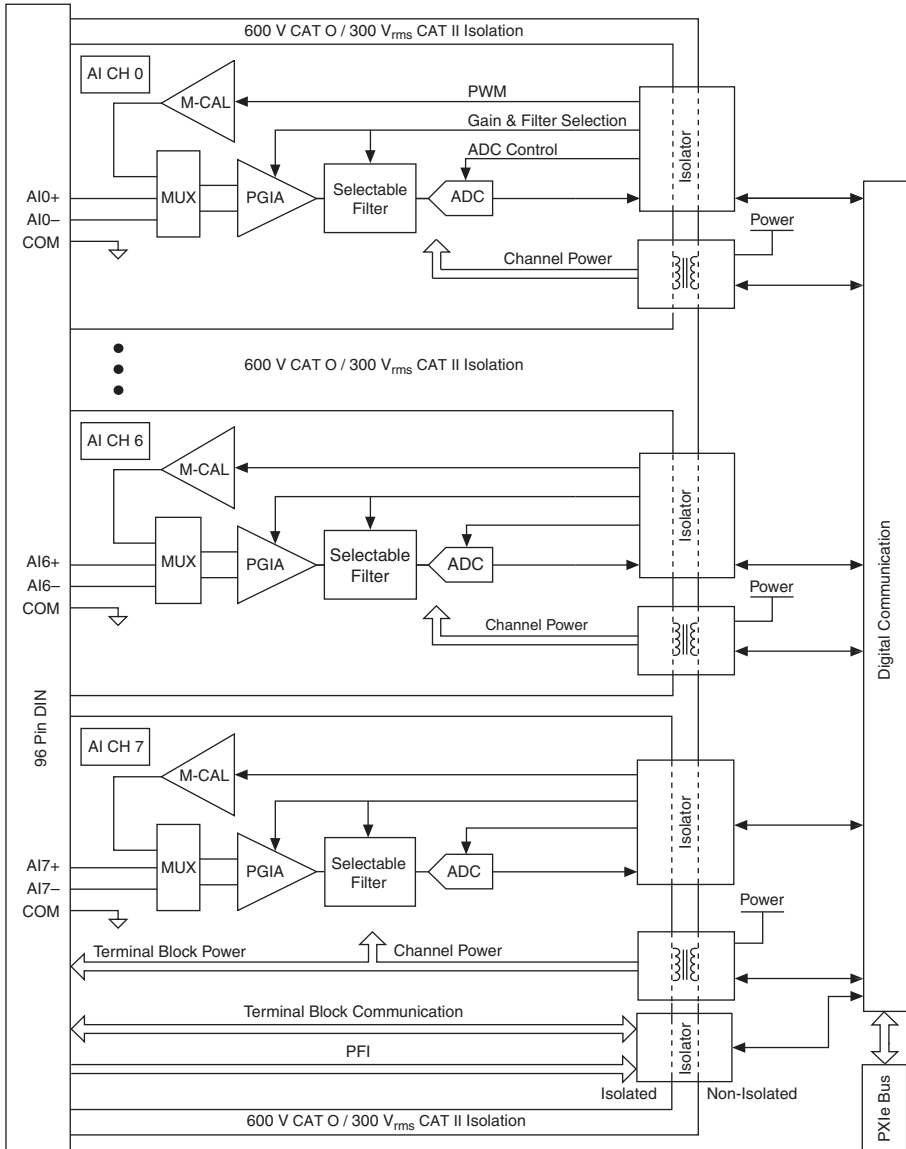 600 V CAT O / 300 Vrms CAT II Isolation
AI CH 0
M-CAL
PWM
Gain & Filter Selection
ADC Control
Isolator
MUX
PGIA
Selectable
Filter
ADC
AI0+
AI0–
COM
Power
Channel Power
600 V CAT O / 300 Vrms CAT II Isolation
AI CH 6
M-CAL
Isolator
MUX
PGIA
Selectable
Filter
ADC
AI6+
AI6–
COM
Power
Channel Power
Digital Communication
96 Pin DIN
AI CH 7
M-CAL
Isolator
MUX
PGIA
Selectable
Filter
ADC
AI7+
AI7–
COM
Power
Terminal Block Power
Channel Power
Terminal Block Communication
Isolator
PFI
Isolated
Non-Isolated
PXIe Bus
600 V CAT O / 300 Vrms CAT II Isolation